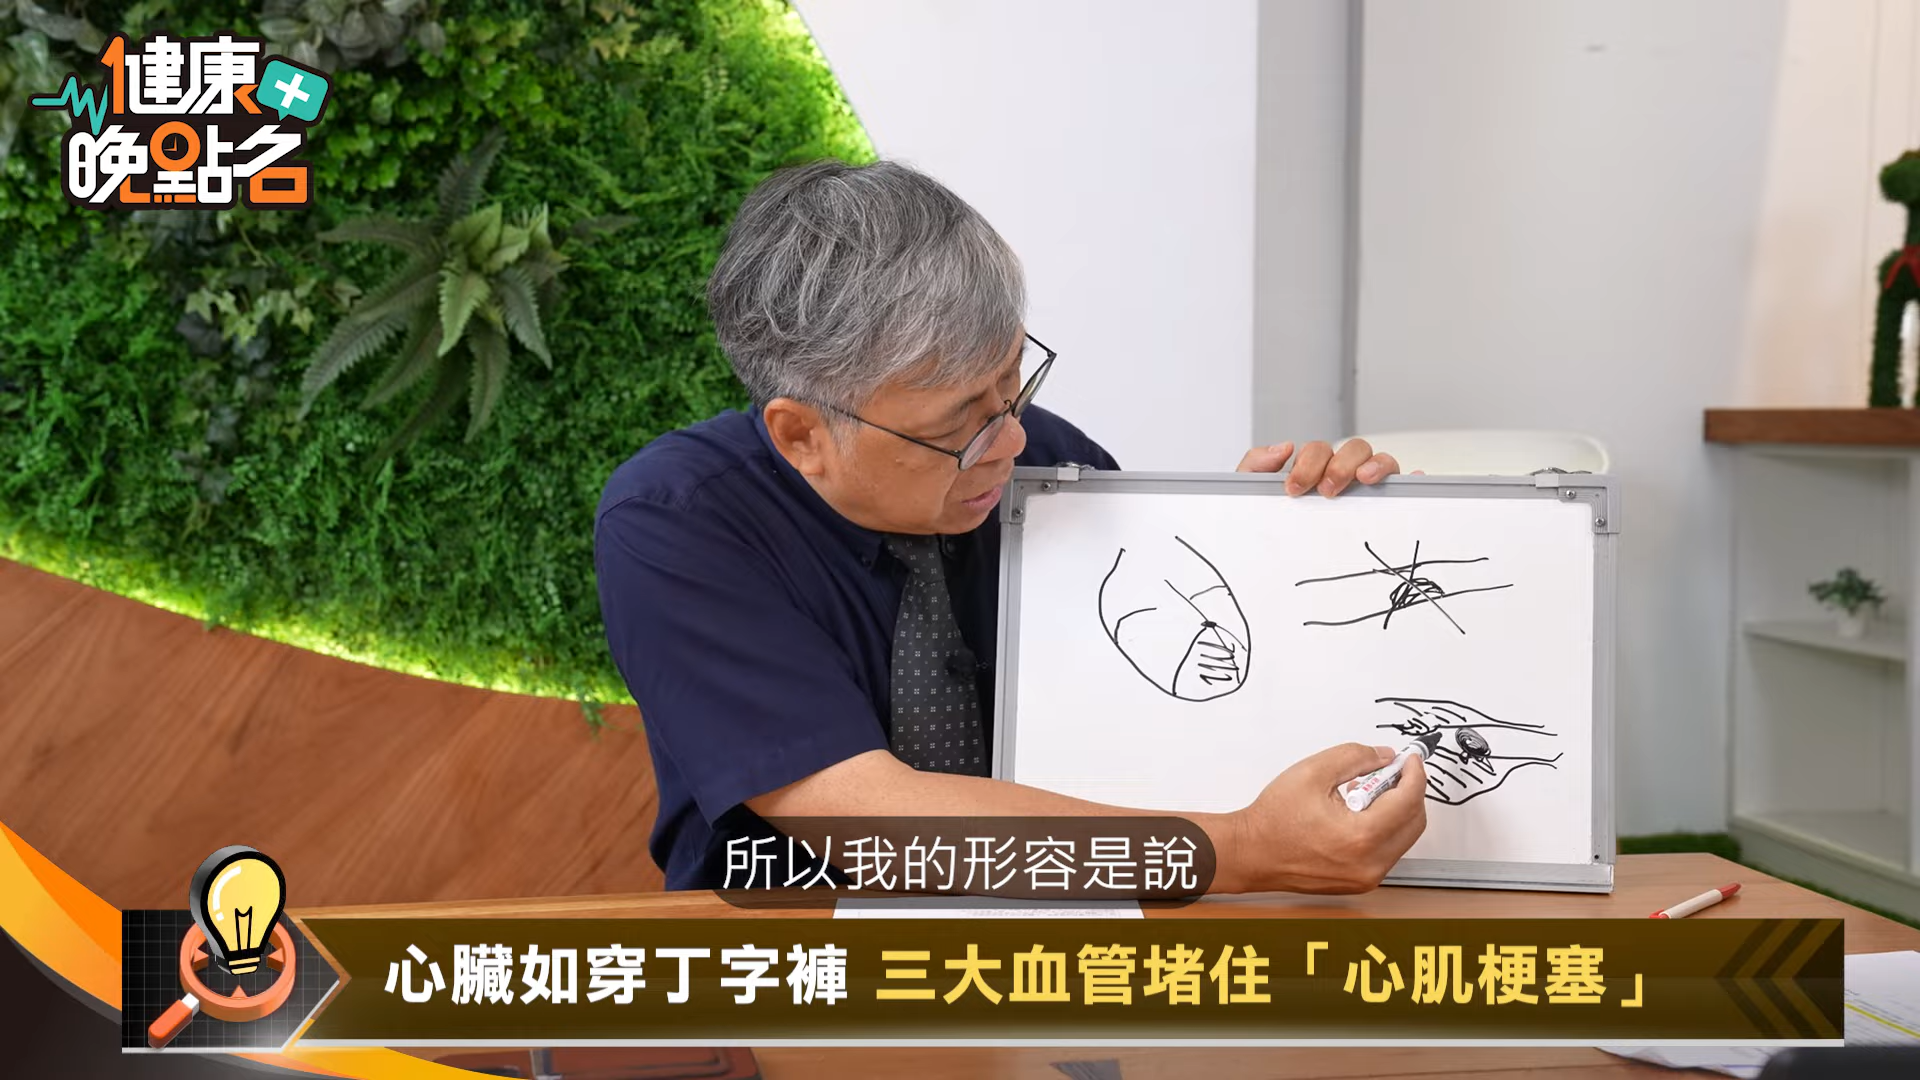 健康
晚點名
所以我的形容是說
心臟如穿丁字褲 三大血管堵住「心肌梗塞」